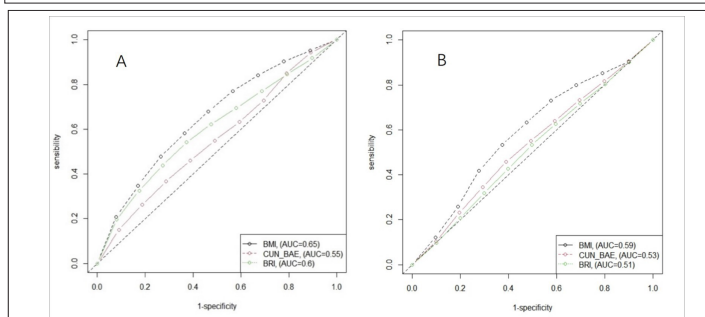 A
sensibility
1.0
0.8
0.6
0.4
0.2
0.0
BMI, (AUC=0.65)
CUN_BAE, (AUC=0.55)
BRI, (AUC=0.6)
0.0 0.2 0.4 0.6 0.8 1.0
1-specificity
B
sensibility
1.0
0.8
0.6
0.4
0.2
0.0
BMI, (AUC=0.59)
CUN_BAE, (AUC=0.53)
BRI, (AUC=0.51)
0.0 0.2 0.4 0.6 0.8 1.0
1-specificity